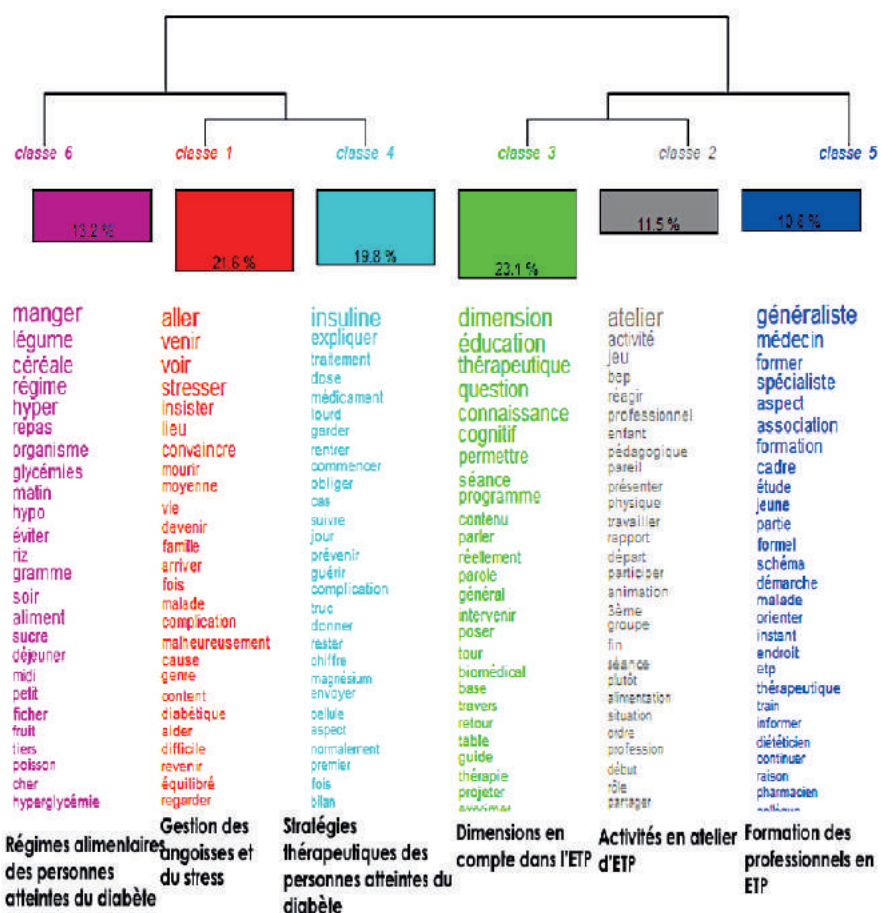 classe 6
classe 1
classe 4
classe 3
classe 2
classe 5
13.2 %
21.6 %
19.8 %
23.1 %
11.5 %
10.8 %
manger
légume
céréale
régime
hyper
repas
organisme
glycémies
matin
hypo
éviter
riz
gramme
soir
aliment
sucre
déjeuner
midi
petit
ficher
fruit
tiers
poisson
cher
hyperglycémie
Régimes alimentaires
des personnes
atteintes du diabèle
aller
venir
voir
stresser
insister
lieu
convaincre
mourir
moyenne
vie
devenir
famille
arriver
fois
malade
complication
malheureusement
cause
genre
content
diabétique
aider
difficile
revenir
équilibré
regarder
Gestion des
angoisses et
du stress
insuline
expliquer
traitement
dose
médicament
lourd
garder
rentrer
commencer
obliger
cas
suivre
jour
prévenir
guérir
complication
truc
donner
rester
chiffre
magnésium
envoyer
cellule
aspect
normalement
premier
fois
bilan
Stralégies
thérapeutiques des
personnes atteintes du
diabèle
dimension
éducation
thérapeutique
question
connaissance
cognitif
permettre
séance
programme
contenu
parler
réellement
parole
général
intervenir
poser
tour
biomédical
base
travers
retour
table
guide
thérapie
projeter
exprimer
Dimensions en
compte dans l'ETP
atelier
activité
jeu
bep
réagir
professionnel
enfant
pédagogique
pareil
présenter
physique
travailler
rapport
départ
participer
animation
3ème
groupe
fin
séance
plutôt
alimentation
situation
ordre
profession
début
rôle
partager
Activités en atelier
d'ETP
généraliste
médecin
former
spécialiste
aspect
association
formation
cadre
étude
jeune
partie
formel
schéma
démarche
malade
orienter
instant
endroit
etp
thérapeutique
train
informer
diététicien
continuer
raison
pharmacien
Formation des
professionnels en
ETP